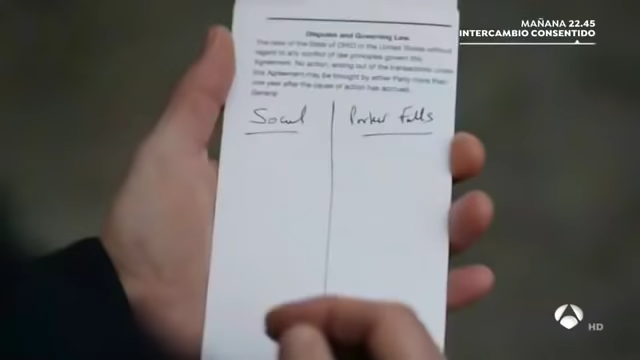 MAÑANA 22.45
INTERCAMBIO CONSENTIDO
Disputes and Governing Law
The laws of the State of OHIO in the United States without
regard to any conflict of law principles govern this
Agreement. No action, arising out of the transactions under
this Agreement may be brought by either Party more than
one year after the cause of action has accrued.
General
Social Parker Falls
HD